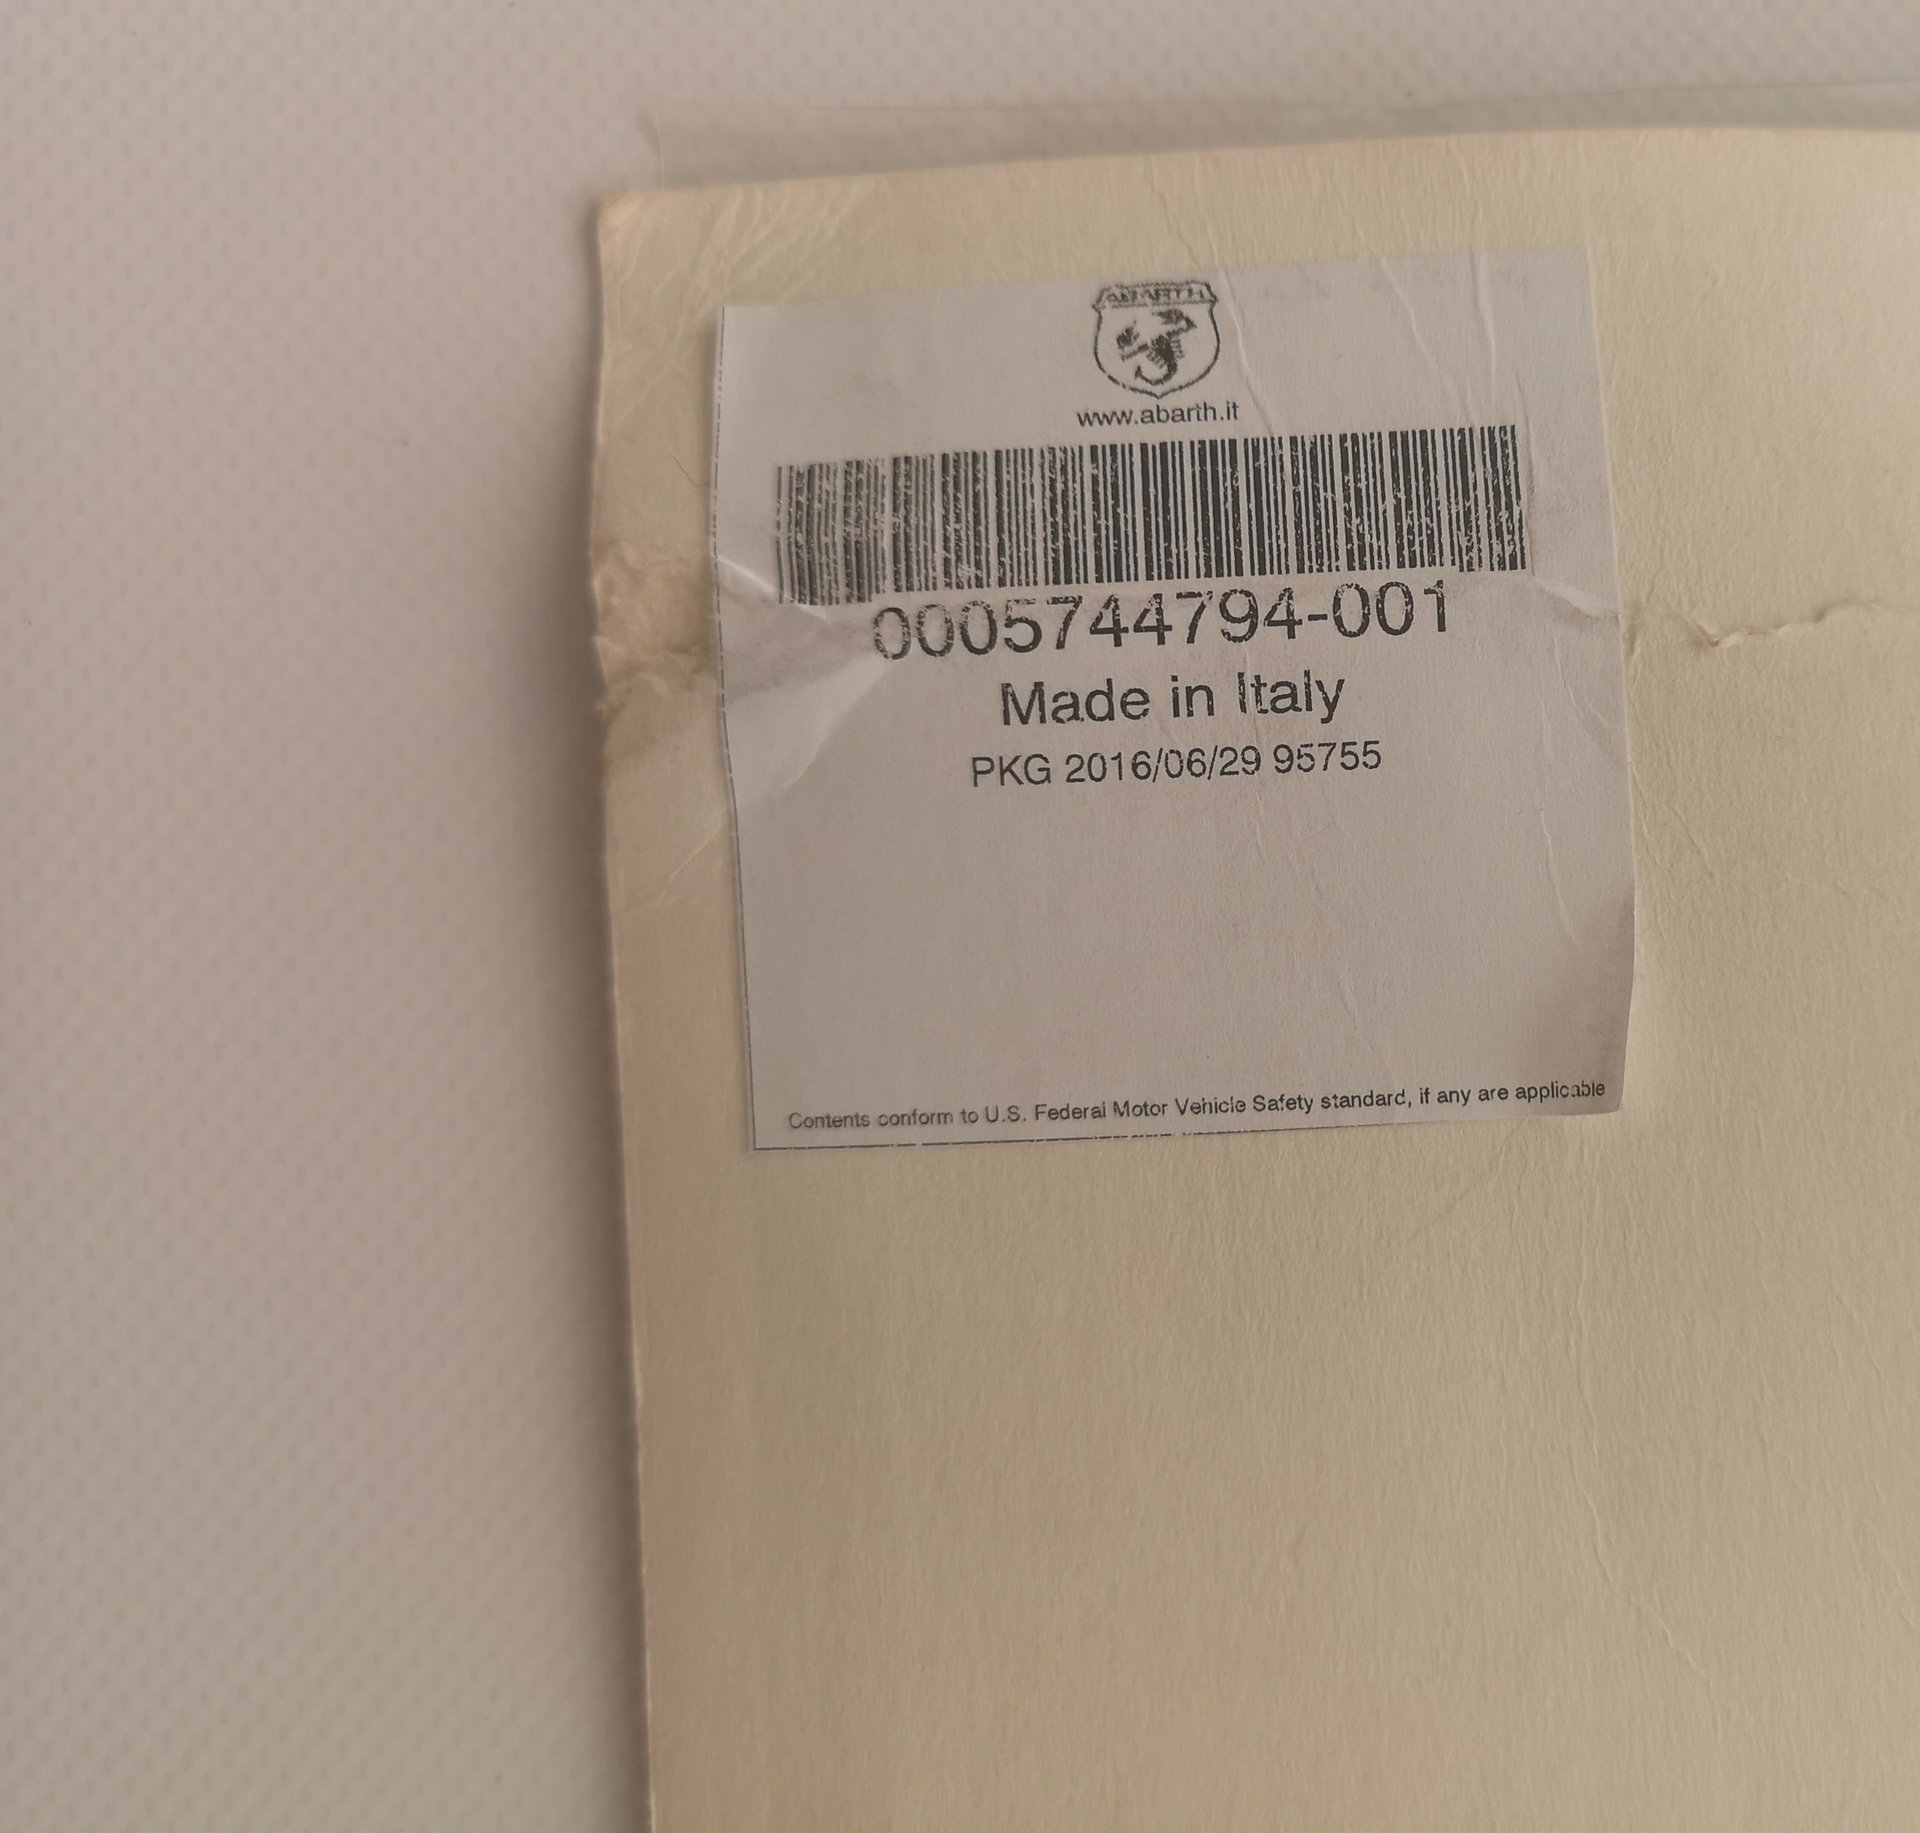 ABARTH
www.abarth.it
0005744794-001
Made in Italy
PKG 2016/06/29 95755
Contents conform to U.S. Federal Motor Vehicle Safety standard, if any are applicable